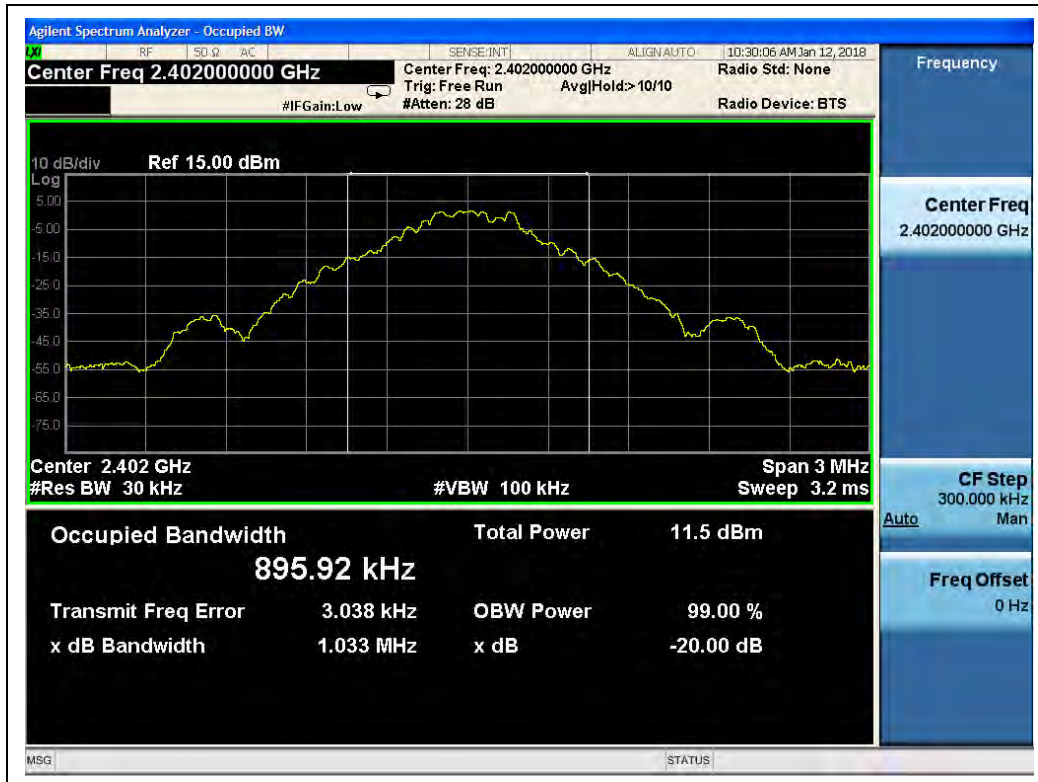 Agilent Spectrum Analyzer - Occupied BW
LXI RF 50 Ω AC SENSE:INT ALIGNAUTO 10:30:06 AM Jan 12, 2018
Center Freq 2.402000000 GHz
#IFGain:Low
Center Freq: 2.402000000 GHz
Trig: Free Run Avg|Hold:> 10/10
#Atten: 28 dB
Radio Std: None
Radio Device: BTS
10 dB/div Ref 15.00 dBm
Log
5.00
-5.00
-15.0
-25.0
-35.0
-45.0
-55.0
-65.0
-75.0
Center 2.402 GHz Span 3 MHz
#Res BW 30 kHz #VBW 100 kHz Sweep 3.2 ms
Occupied Bandwidth Total Power 11.5 dBm
895.92 kHz
Transmit Freq Error 3.038 kHz OBW Power 99.00 %
x dB Bandwidth 1.033 MHz x dB -20.00 dB
MSG STATUS
Frequency
Center Freq
2.402000000 GHz
CF Step
300.000 kHz
Auto Man
Freq Offset
0 Hz